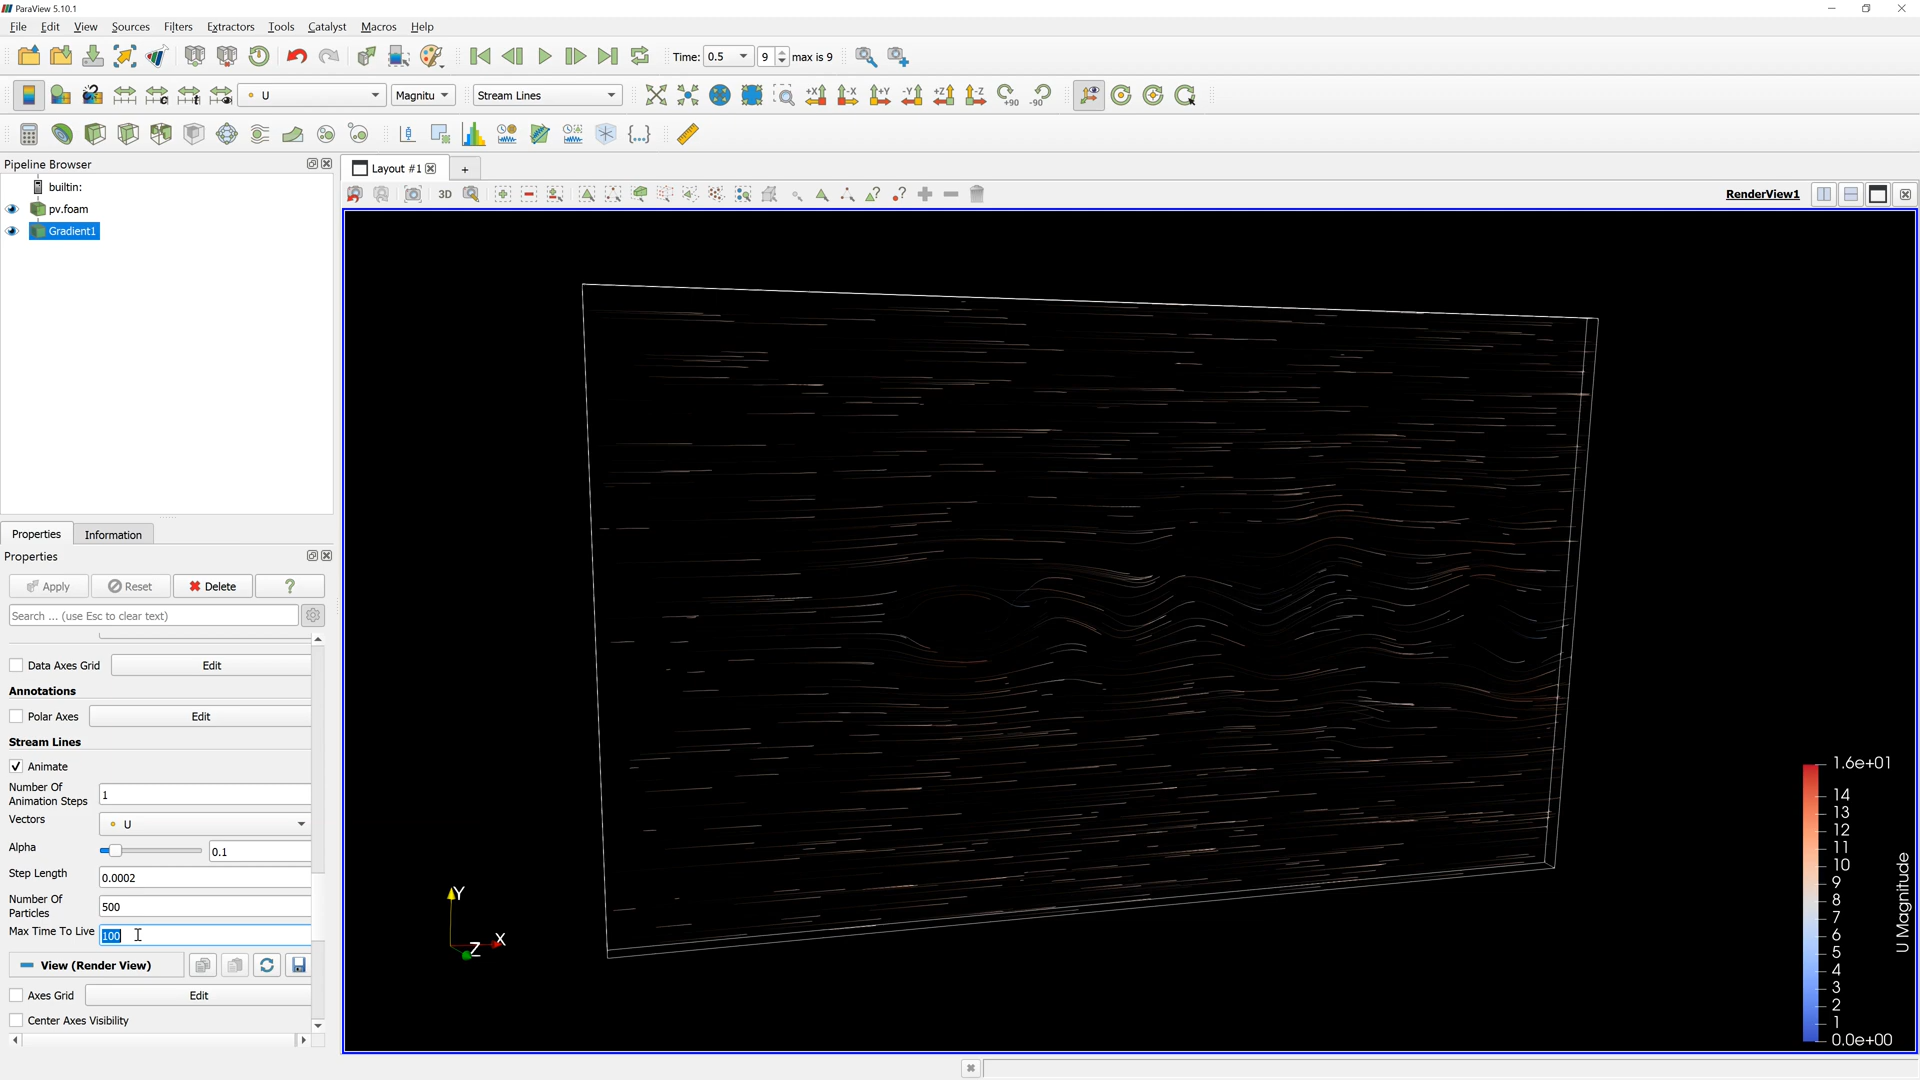 ParaView 5.10.1
File Edit View Sources Filters Extractors Tools Catalyst Macros Help
Time: 0.5 9 max is 9
U Magnitu Stream Lines +X -X +Y -Y +Z -Z +90 -90
Pipeline Browser
builtin:
pv.foam
Gradient1
Layout #1 +
3D RenderView1
Properties Information
Properties
Apply Reset Delete ?
Search ... (use Esc to clear text)
Data Axes Grid Edit
Annotations
Polar Axes Edit
Stream Lines
Animate
Number Of
Animation Steps 1
Vectors U
Alpha 0.1
Step Length 0.0002
Number Of
Particles 500
Max Time To Live 100
View (Render View)
Axes Grid Edit
Center Axes Visibility
Y
X
Z
1.6e+01
14
13
12
11
10
9
8
7
6
5
4
3
2
1
0.0e+00
U Magnitude